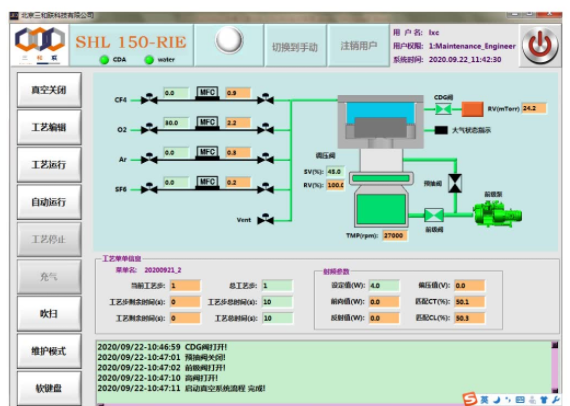 北京三和联科技有限公司
三 和 联
SHL 150-RIE
CDA water
切换到手动
注销用户
用 户 名: lxc
用户权限: 1:Maintenance_Engineer
系统时间: 2020.09.22_11:42:30
真空关闭
工艺编辑
工艺运行
自动运行
工艺停止
充气
吹扫
维护模式
软键盘
CF4 0.0 MFC 0.9
O2 30.0 MFC 2.2
Ar 0.0 MFC 0.3
SF6 0.0 MFC 0.2
Vent
CDG阀
RV(mTorr) 24.2
大气状态指示
调压阀
SV(%): 45.0
RV(%): 100.0
预抽阀
前级泵
前级阀
TMP(rpm): 27000
工艺菜单信息
菜单名: 20200921_2
当前工艺步: 1 总工艺步: 1
工艺步剩余时间(s): 0 工艺步总时间(s): 10
工艺剩余时间(s): 0 工艺总时间(s): 10
射频参数
设定值(W): 4.0 偏压值(V): 0.0
前向值(W): 0.0 匹配CT(%): 50.1
反射值(W): 0.0 匹配CL(%): 50.3
2020/09/22-10:46:59 CDG阀打开!
2020/09/22-10:47:01 预抽阀关闭!
2020/09/22-10:47:02 前级阀打开!
2020/09/22-10:47:10 高阀打开!
2020/09/22-10:47:11 启动真空系统流程 完成!
英